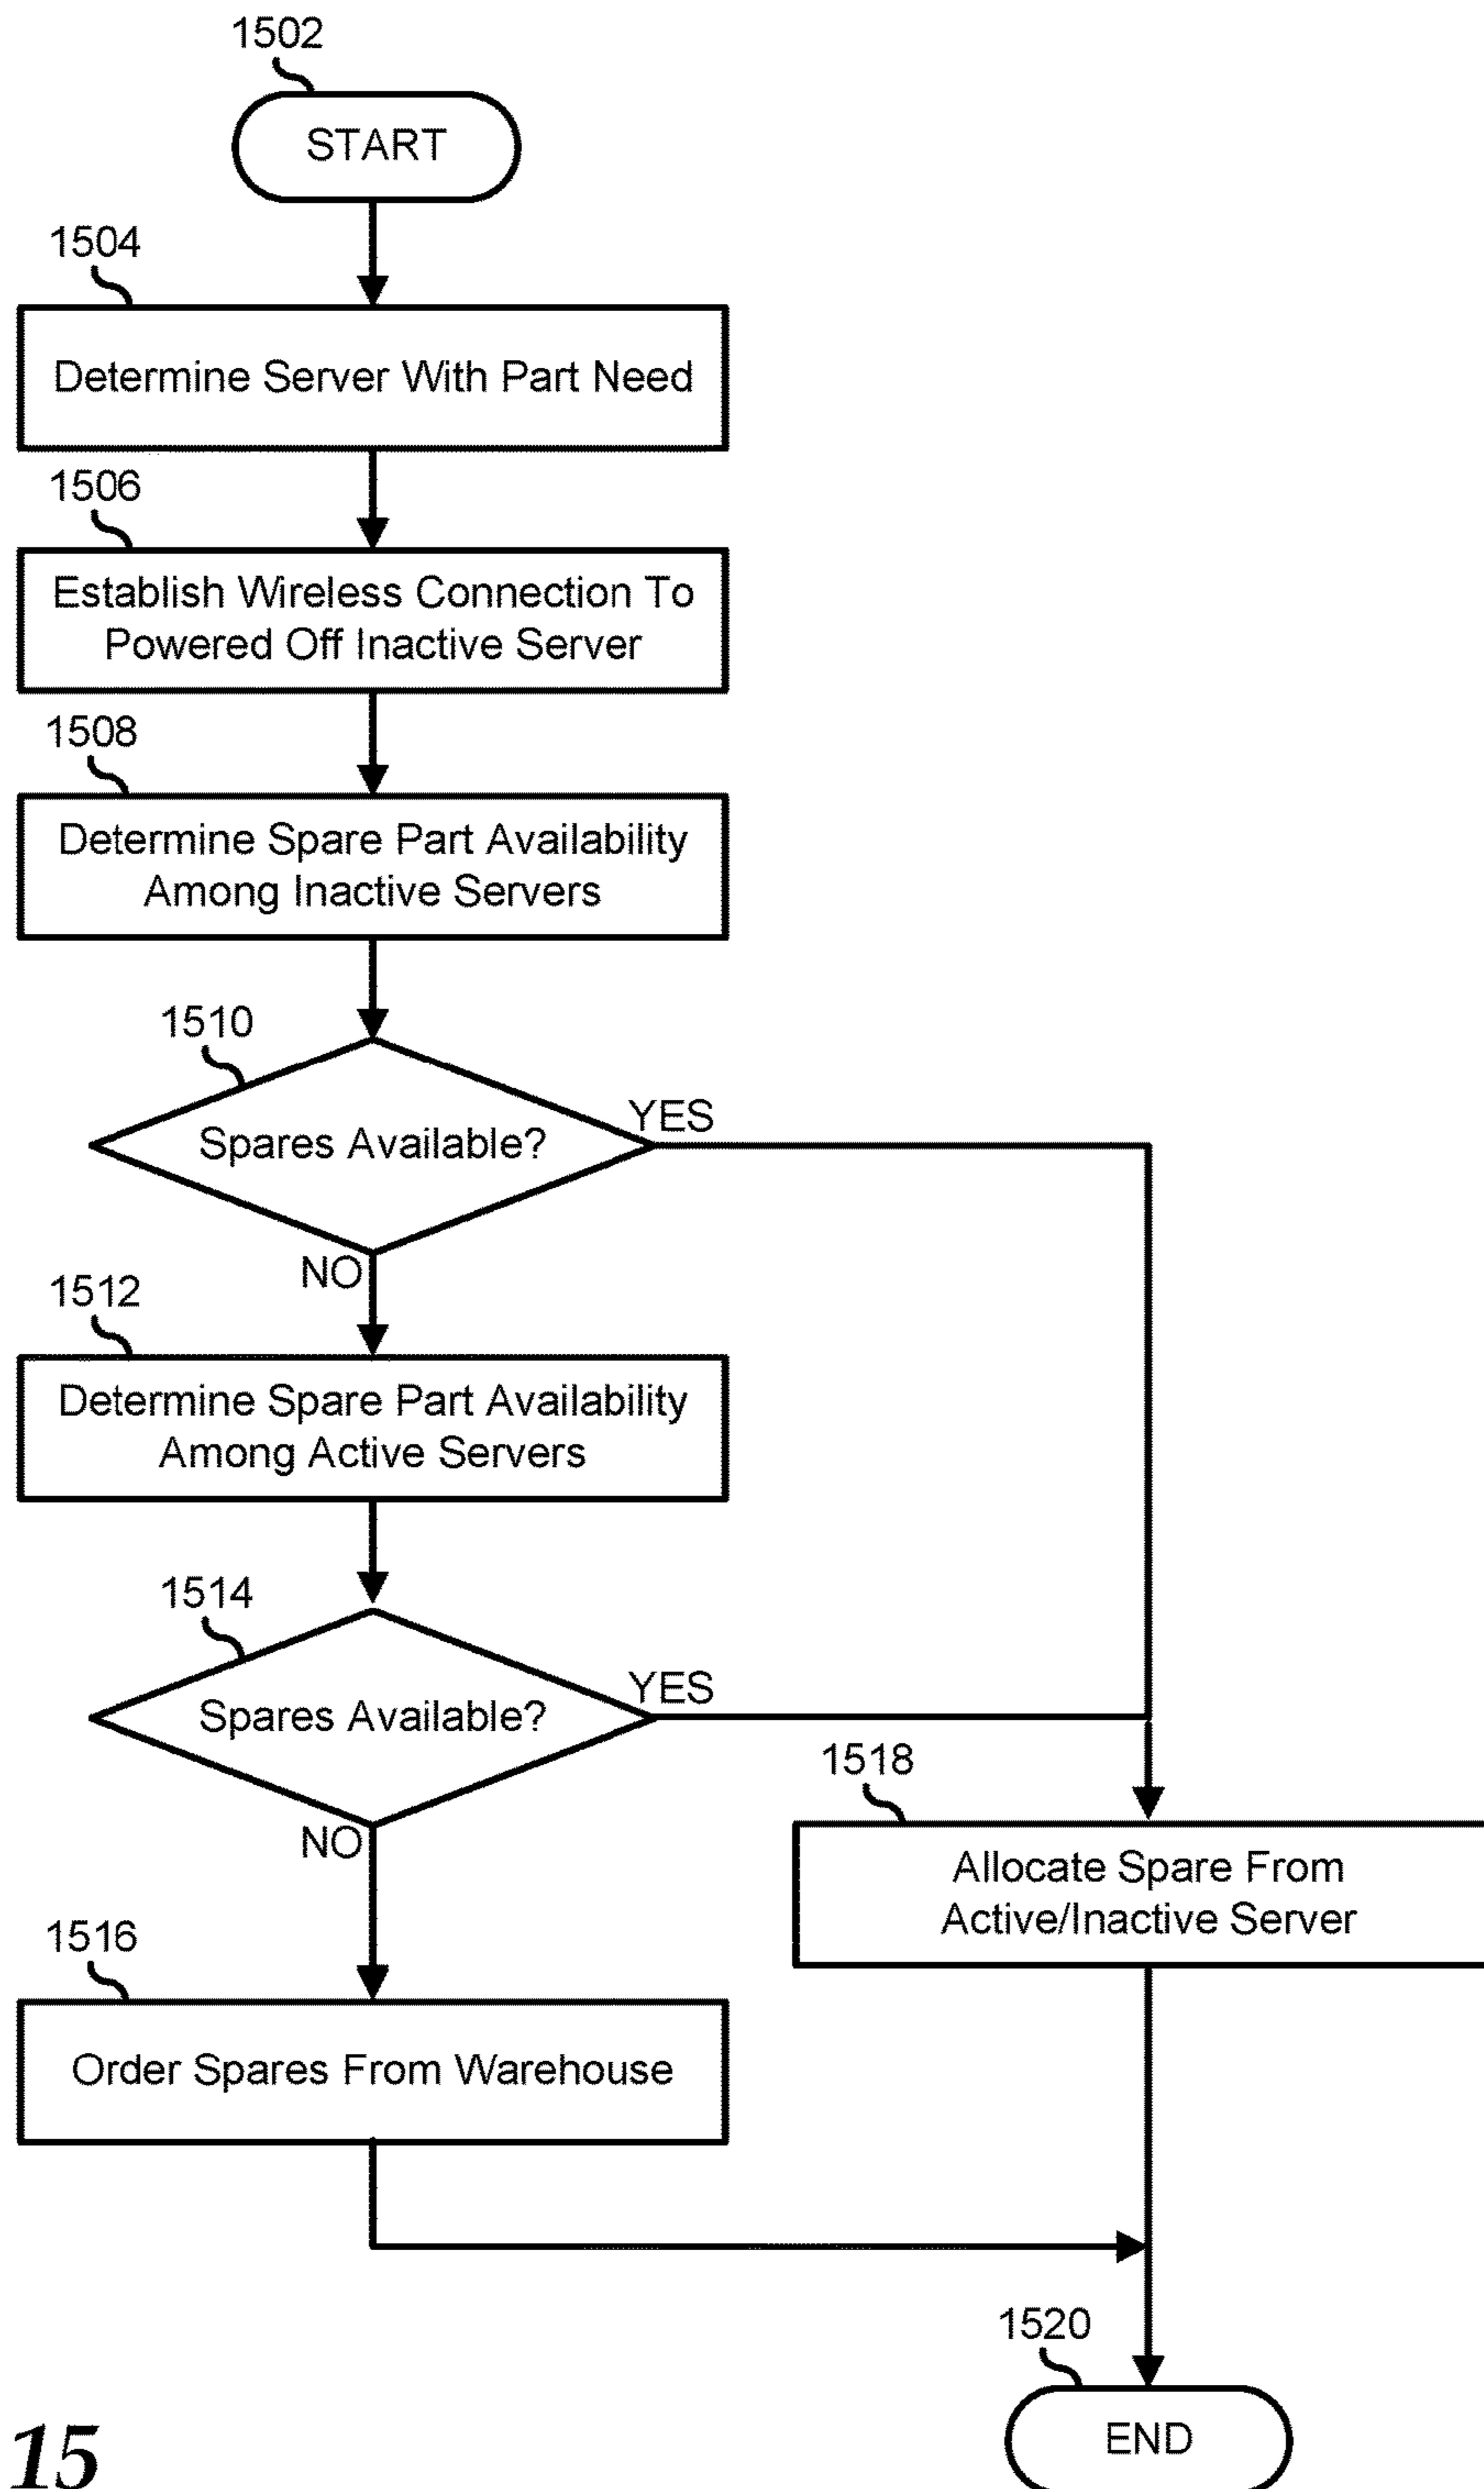 1502
START
1504
Determine Server With Part Need
1506
Establish Wireless Connection To
Powered Off Inactive Server
1508
Determine Spare Part Availability
Among Inactive Servers
1510
Spares Available?
YES
NO
1512
Determine Spare Part Availability
Among Active Servers
1514
Spares Available?
YES
NO
1518
Allocate Spare From
Active/Inactive Server
1516
Order Spares From Warehouse
1520
END
15